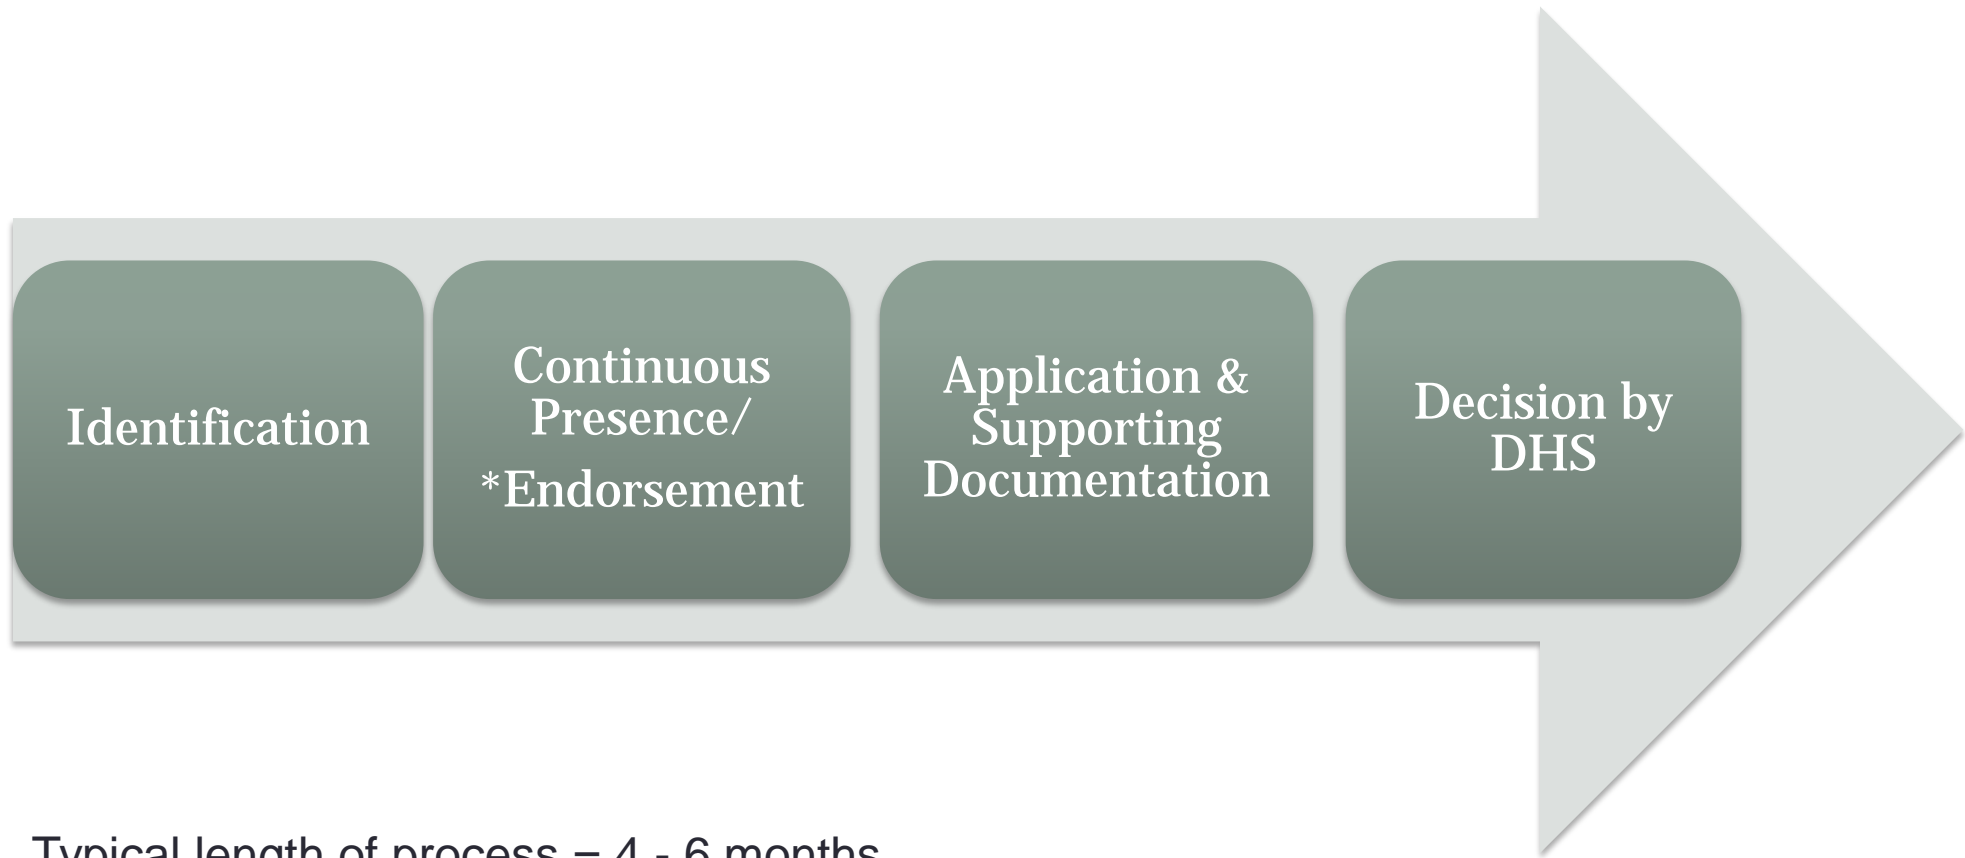 Identification
Continuous
Presence/
*Endorsement
Application &
Supporting
Documentation
Decision by
DHS
Typical length of process = 4 - 6 months